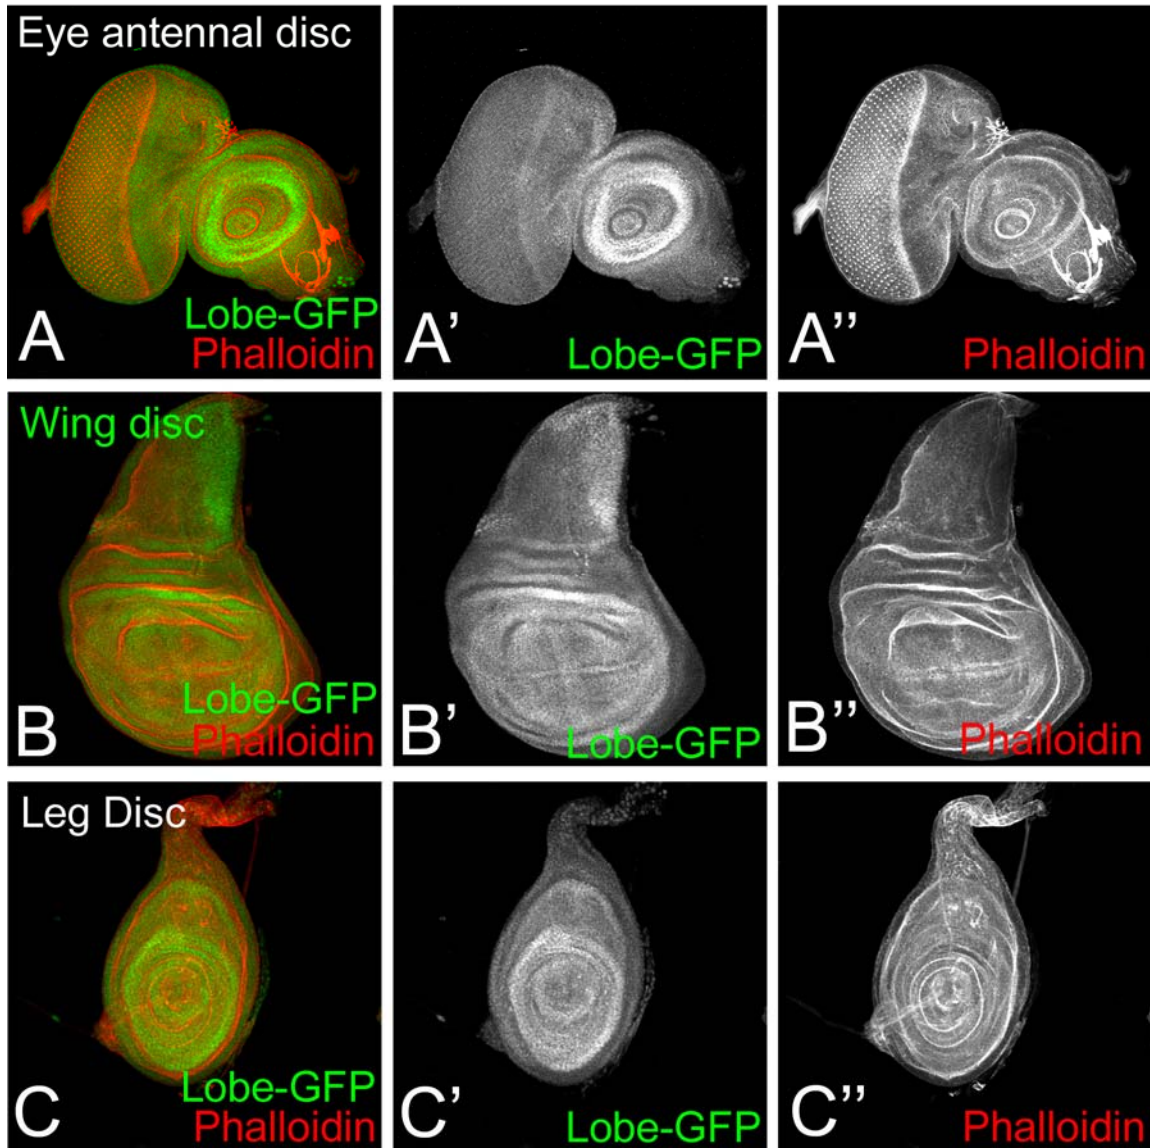 Eye antennal disc
Lobe-GFP
Phalloidin
A
Lobe-GFP
A'
Phalloidin
A"
Wing disc
Lobe-GFP
Phalloidin
B
Lobe-GFP
B'
Phalloidin
B"
Leg Disc
Lobe-GFP
Phalloidin
C
Lobe-GFP
C'
Phalloidin
C"